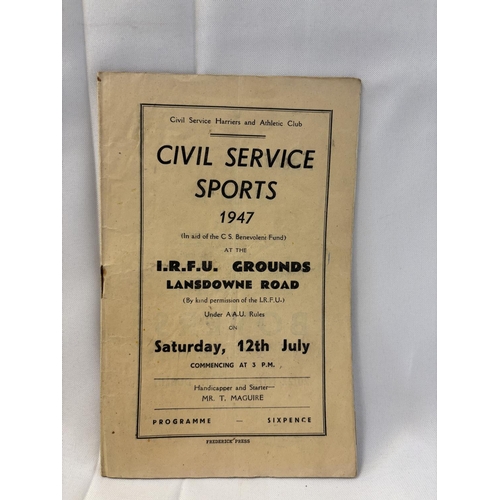 Civil Service Harriers and Athletic Club
CIVIL SERVICE
SPORTS
1947
(In aid of the C S. Benevolent Fund)
AT THE
I.R.F.U. GROUNDS
LANSDOWNE ROAD
(By kind permission of the I.R.F.U.)
Under A.A.U. Rules
ON
Saturday, 12th July
COMMENCING AT 3 P.M.
Handicapper and Starter—
MR. T. MAGUIRE
PROGRAMME — SIXPENCE
FREDERICK PRESS